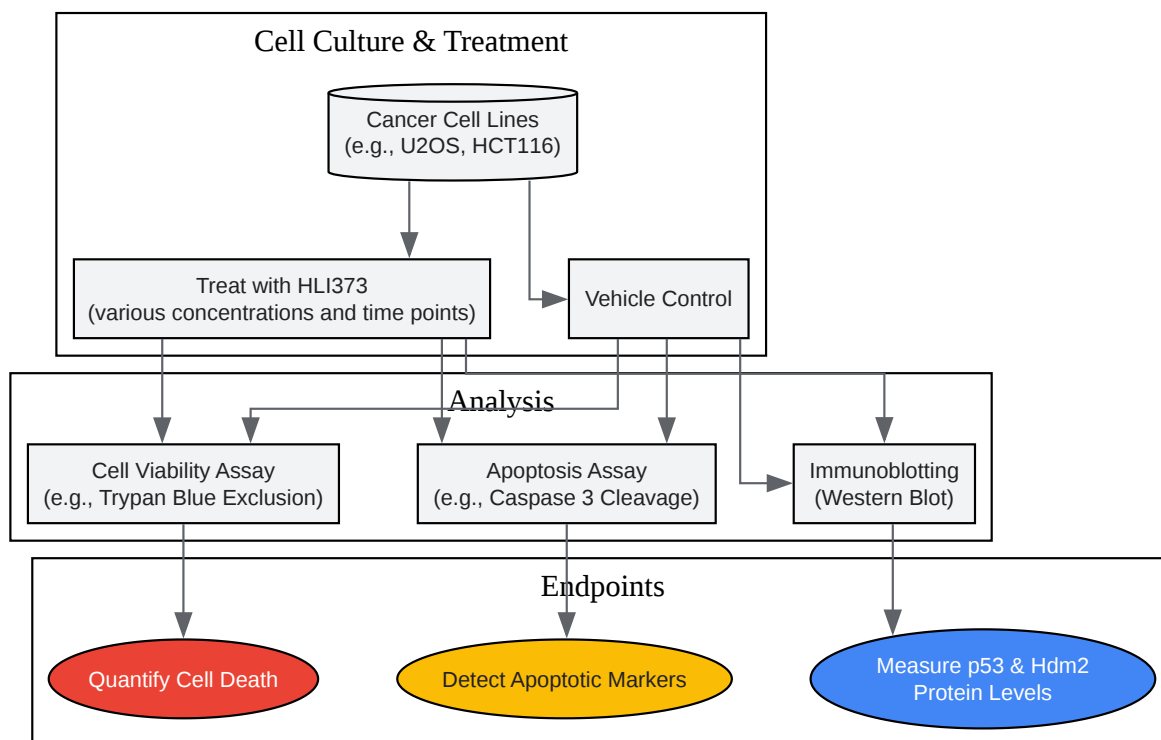 Cell Culture & Treatment
Cancer Cell Lines
(e.g., U2OS, HCT116)
Treat with HLI373
(various concentrations and time points)
Vehicle Control
Analysis
Cell Viability Assay
(e.g., Trypan Blue Exclusion)
Apoptosis Assay
(e.g., Caspase 3 Cleavage)
Immunoblotting
(Western Blot)
Endpoints
Quantify Cell Death
Detect Apoptotic Markers
Measure p53 & Hdm2
Protein Levels